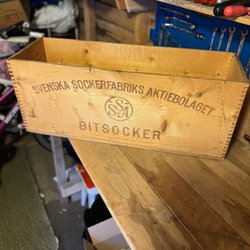 SVENSKA SOCKERFABRIKS AKTIEBOLAGET
SSA
BITSOCKER